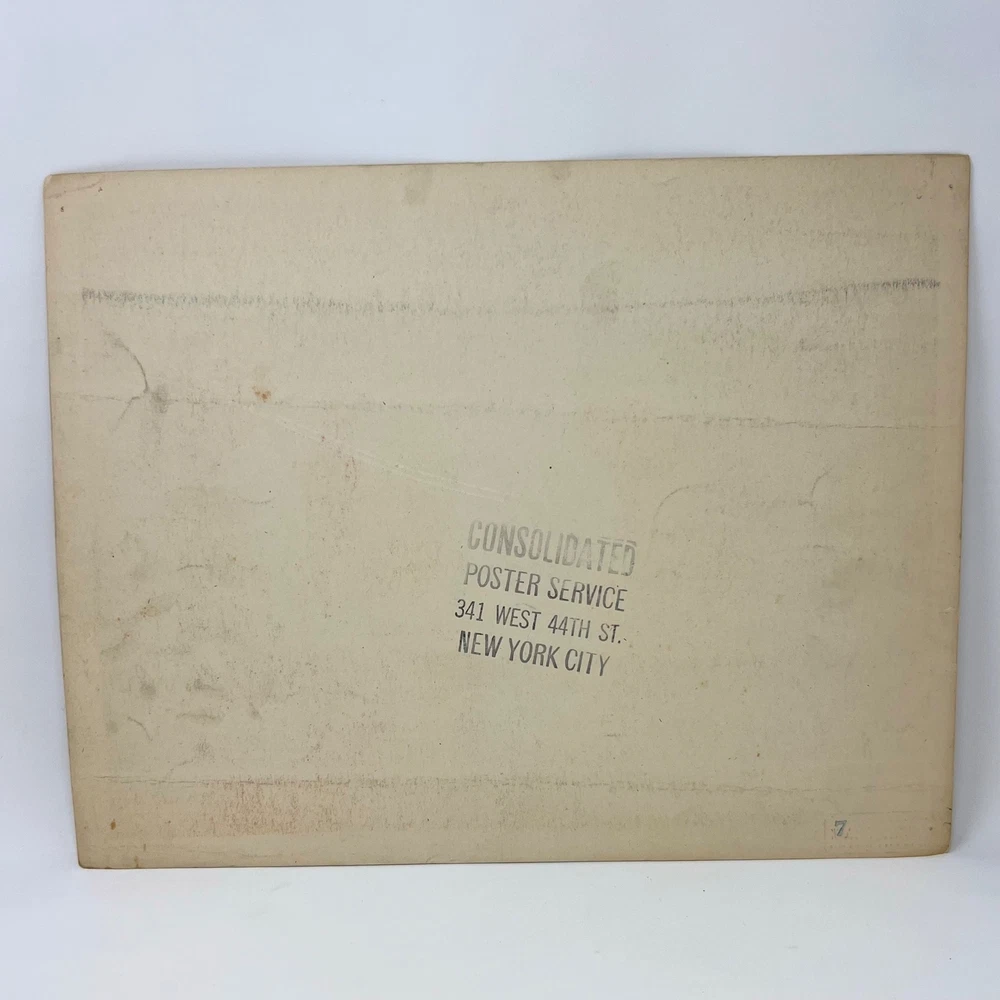 CONSOLIDATED
POSTER SERVICE
341 WEST 44TH ST.
NEW YORK CITY
7